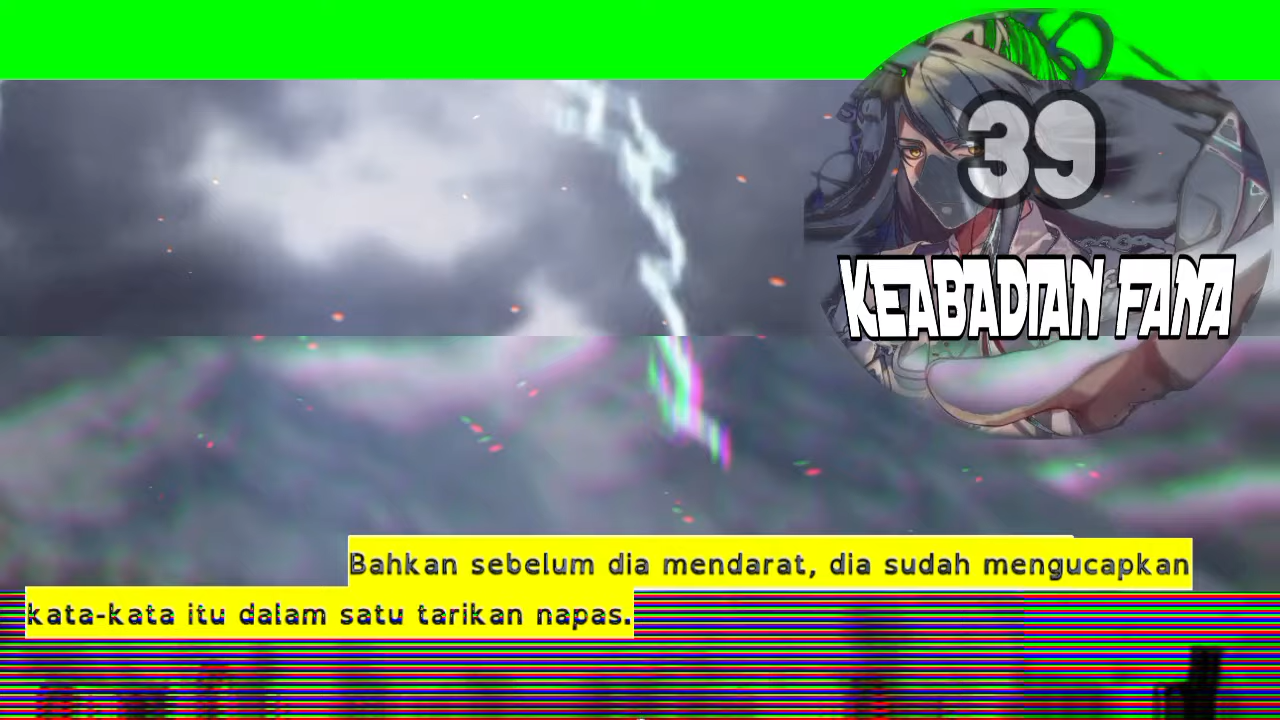 39
KEABADIAN FANA
Bahkan sebelum dia mendarat, dia sudah mengucapkan
kata-kata itu dalam satu tarikan napas.